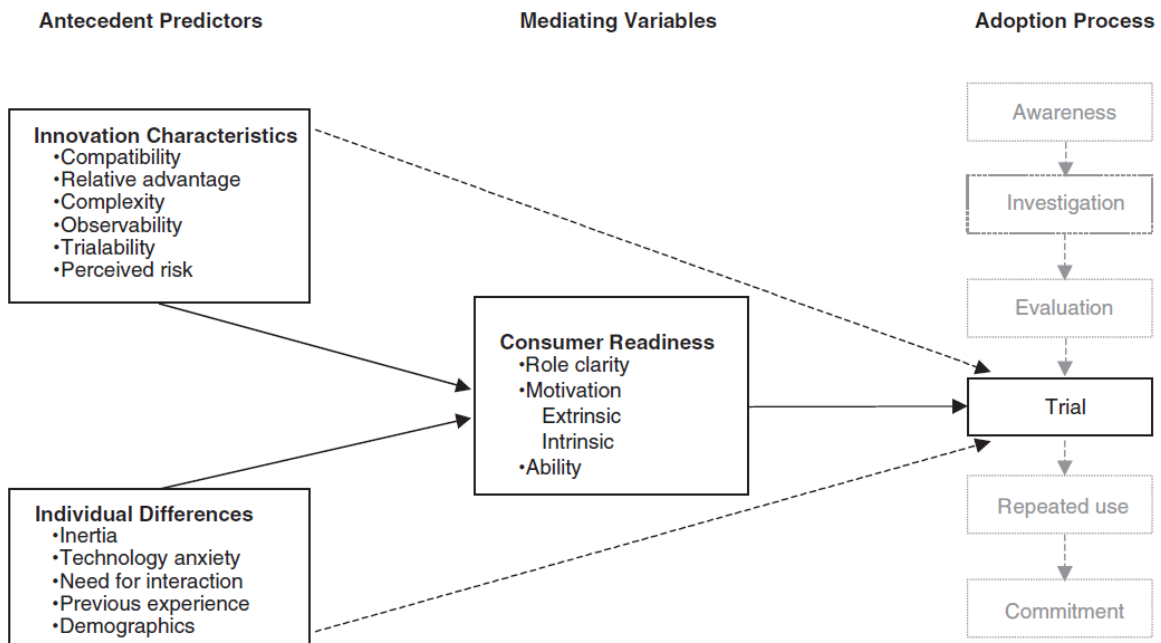 Antecedent Predictors
Mediating Variables
Adoption Process
Innovation Characteristics
•Compatibility
•Relative advantage
•Complexity
•Observability
•Trialability
•Perceived risk
Individual Differences
•Inertia
•Technology anxiety
•Need for interaction
•Previous experience
•Demographics
Consumer Readiness
•Role clarity
•Motivation
Extrinsic
Intrinsic
•Ability
Awareness
Investigation
Evaluation
Trial
Repeated use
Commitment